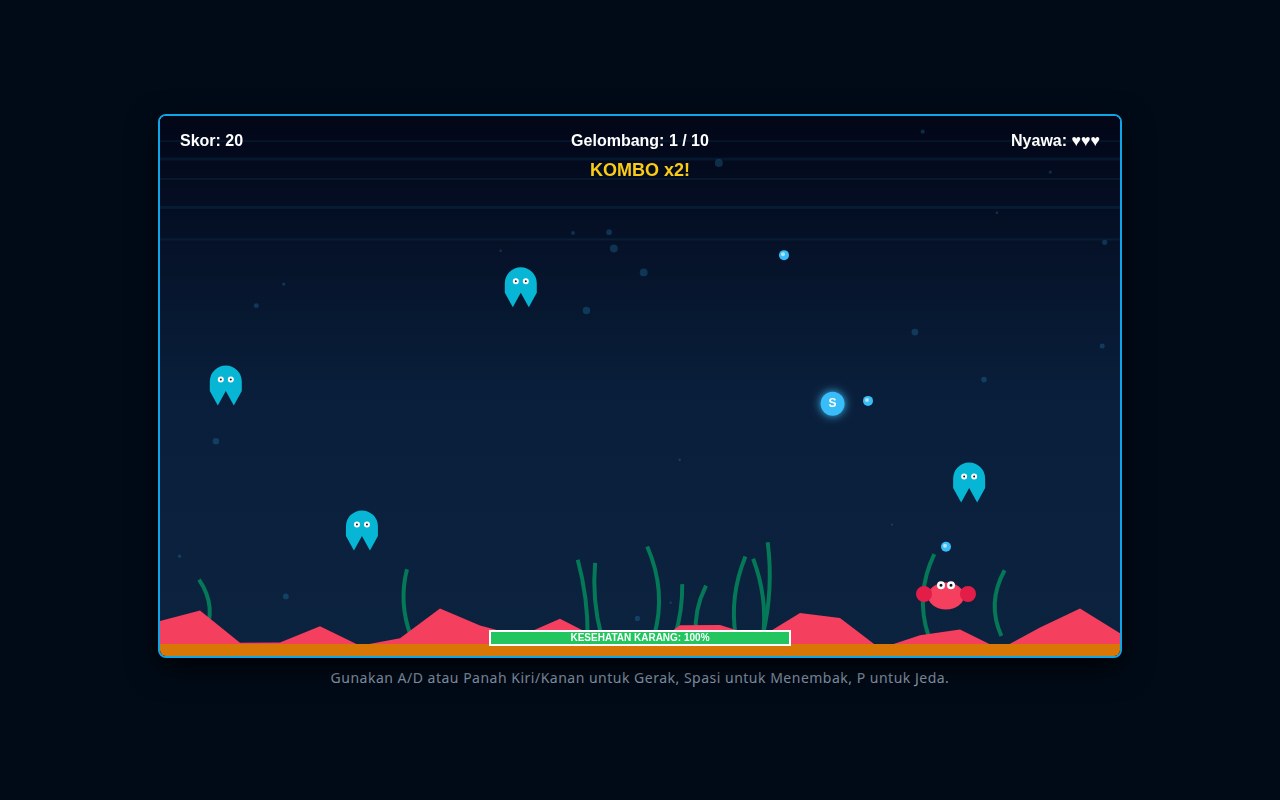 Skor: 20
Gelombang: 1 / 10
Nyawa: ♥♥♥
KOMBO x2!
S
KESEHATAN KARANG: 100%
Gunakan A/D atau Panah Kiri/Kanan untuk Gerak, Spasi untuk Menembak, P untuk Jeda.